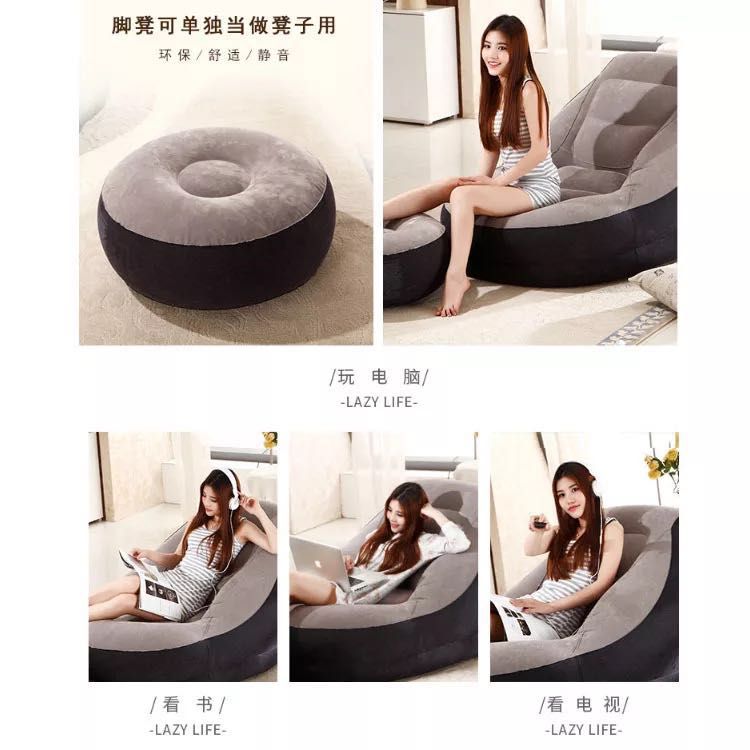 脚凳可单独当做凳子用
环保/舒适/静音
/玩 电 脑/
-LAZY LIFE-
/看 书/
-LAZY LIFE-
/看 电 视/
-LAZY LIFE-